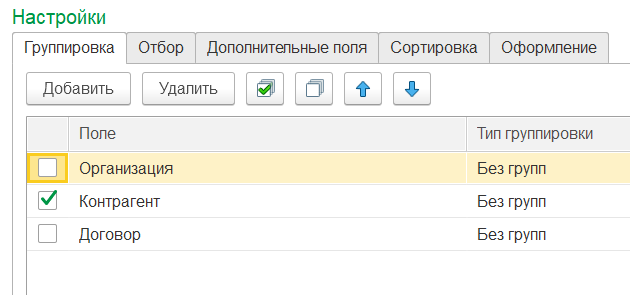 Настройки
Группировка Отбор Дополнительные поля Сортировка Оформление
Добавить Удалить
Поле Тип группировки
Организация Без групп
Контрагент Без групп
Договор Без групп